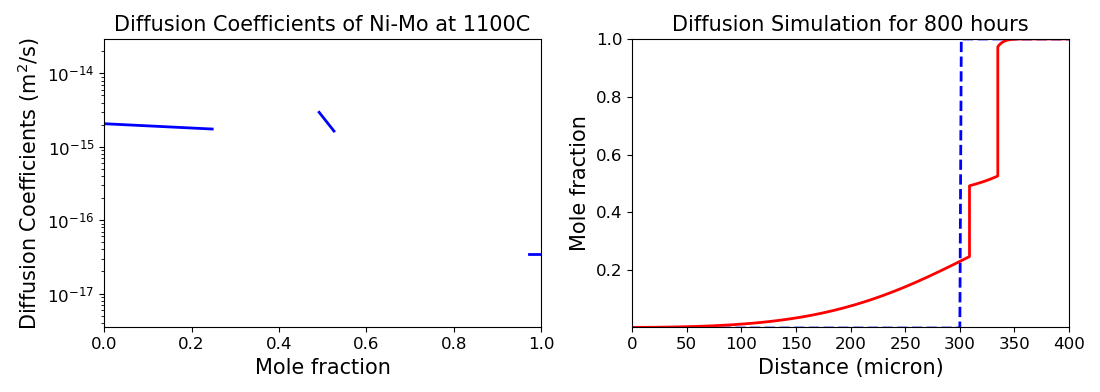 Diffusion Coefficients of Ni-Mo at 1100C
Diffusion Coefficients (m²/s)
10⁻¹⁴
10⁻¹⁵
10⁻¹⁶
10⁻¹⁷
0.0 0.2 0.4 0.6 0.8 1.0
Mole fraction
Diffusion Simulation for 800 hours
Mole fraction
1.0
0.8
0.6
0.4
0.2
0 50 100 150 200 250 300 350 400
Distance (micron)